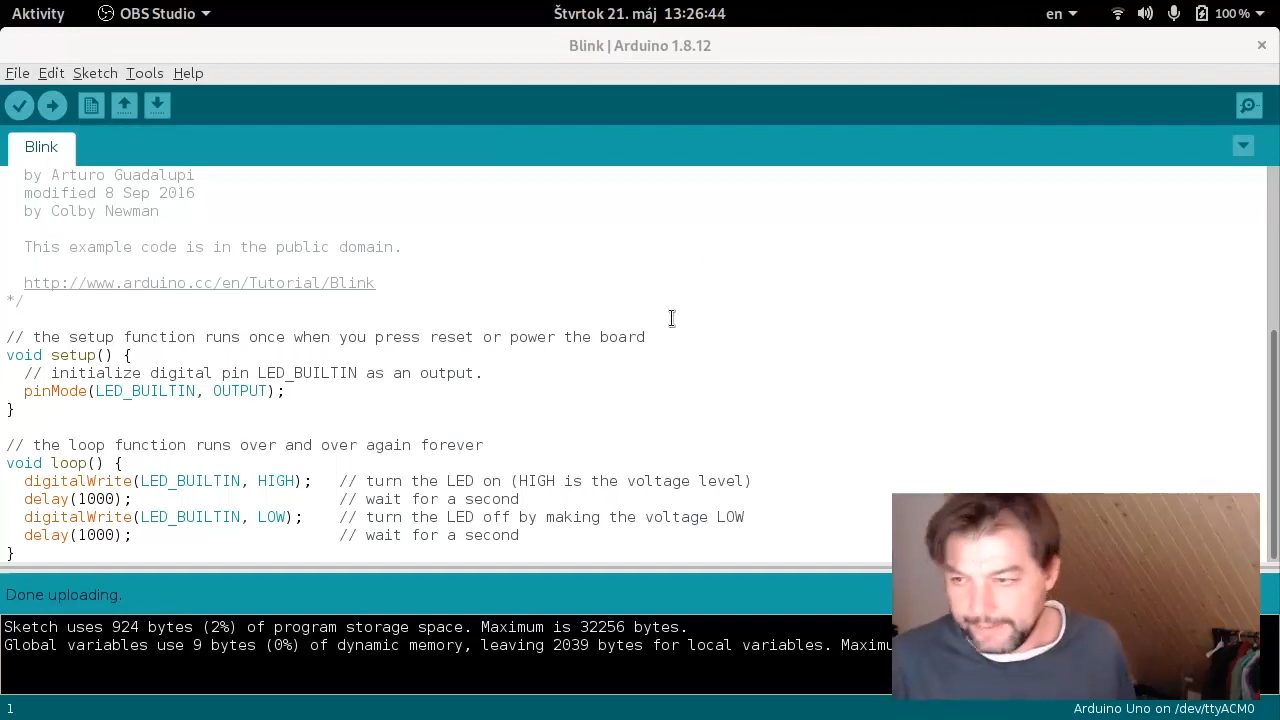 Aktivity OBS Studio Štvrtok 21. máj 13:26:44 en 100 %
Blink | Arduino 1.8.12
File Edit Sketch Tools Help
Blink
by Arturo Guadalupi
modified 8 Sep 2016
by Colby Newman
This example code is in the public domain.
http://www.arduino.cc/en/Tutorial/Blink
*/
// the setup function runs once when you press reset or power the board
void setup() {
// initialize digital pin LED_BUILTIN as an output.
pinMode(LED_BUILTIN, OUTPUT);
}
// the loop function runs over and over again forever
void loop() {
digitalWrite(LED_BUILTIN, HIGH); // turn the LED on (HIGH is the voltage level)
delay(1000); // wait for a second
digitalWrite(LED_BUILTIN, LOW); // turn the LED off by making the voltage LOW
delay(1000); // wait for a second
}
Done uploading.
Sketch uses 924 bytes (2%) of program storage space. Maximum is 32256 bytes.
Global variables use 9 bytes (0%) of dynamic memory, leaving 2039 bytes for local variables. Maximu
1 Arduino Uno on /dev/ttyACM0